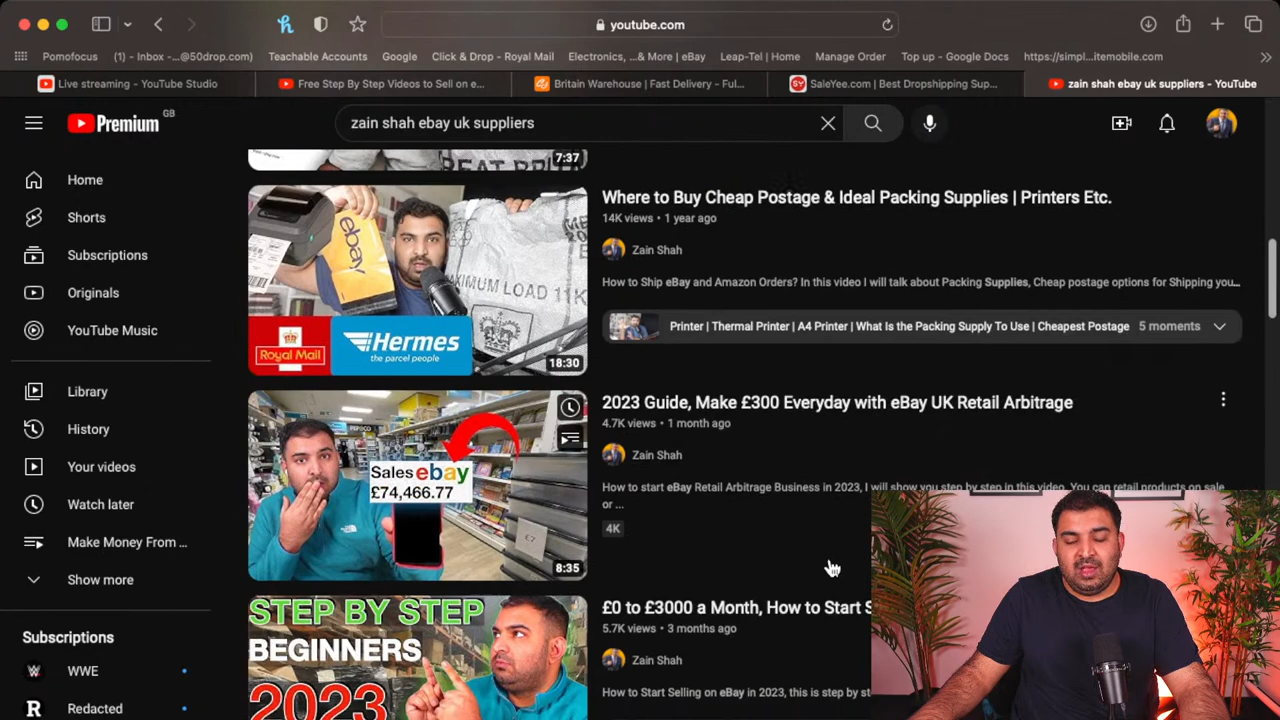 youtube.com
Pomofocus
(1) - Inbox -...@50drop.com)
Teachable Accounts
Google
Click & Drop - Royal Mail
Electronics, ...& More | eBay
Leap-Tel | Home
Manage Order
Top up - Google Docs
https://simpl...itemobile.com
Live streaming - YouTube Studio
Free Step By Step Videos to Sell on e...
Britain Warehouse | Fast Delivery - Ful...
SaleYee.com | Best Dropshipping Sup...
zain shah ebay uk suppliers - YouTube
Premium GB
zain shah ebay uk suppliers
Home
Shorts
Subscriptions
Originals
YouTube Music
Library
History
Your videos
Watch later
Make Money From ...
Show more
Subscriptions
WWE
Redacted
7:37
ebay
MAXIMUM LOAD 11K
Royal Mail
Hermes
the parcel people
18:30
Where to Buy Cheap Postage & Ideal Packing Supplies | Printers Etc.
14K views • 1 year ago
Zain Shah
How to Ship eBay and Amazon Orders? In this video I will talk about Packing Supplies, Cheap postage options for Shipping you...
Printer | Thermal Printer | A4 Printer | What Is the Packing Supply To Use | Cheapest Postage
5 moments
Sales ebay
£74,466.77
8:35
2023 Guide, Make £300 Everyday with eBay UK Retail Arbitrage
4.7K views • 1 month ago
Zain Shah
How to start eBay Retail Arbitrage Business in 2023, I will show you step by step in this video. You can retail products on sale
or ...
4K
STEP BY STEP
BEGINNERS
2023
£0 to £3000 a Month, How to Start S
5.7K views • 3 months ago
Zain Shah
How to Start Selling on eBay in 2023, this is step by st